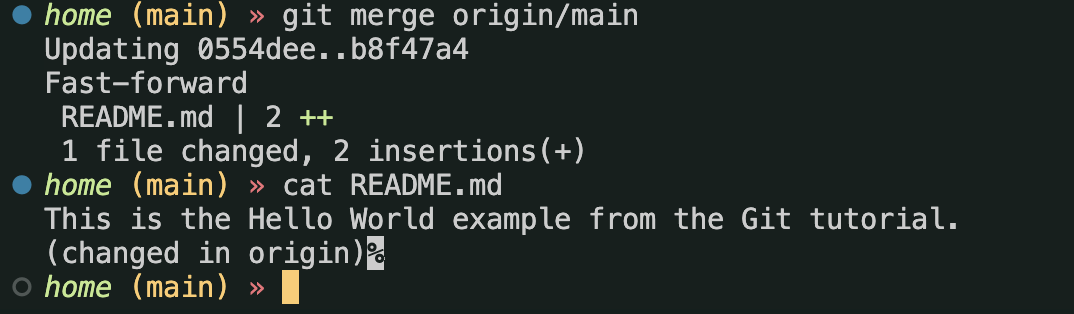 home (main) » git merge origin/main
Updating 0554dee..b8f47a4
Fast-forward
 README.md | 2 ++
 1 file changed, 2 insertions(+)
home (main) » cat README.md
This is the Hello World example from the Git tutorial.
(changed in origin)%
home (main) »